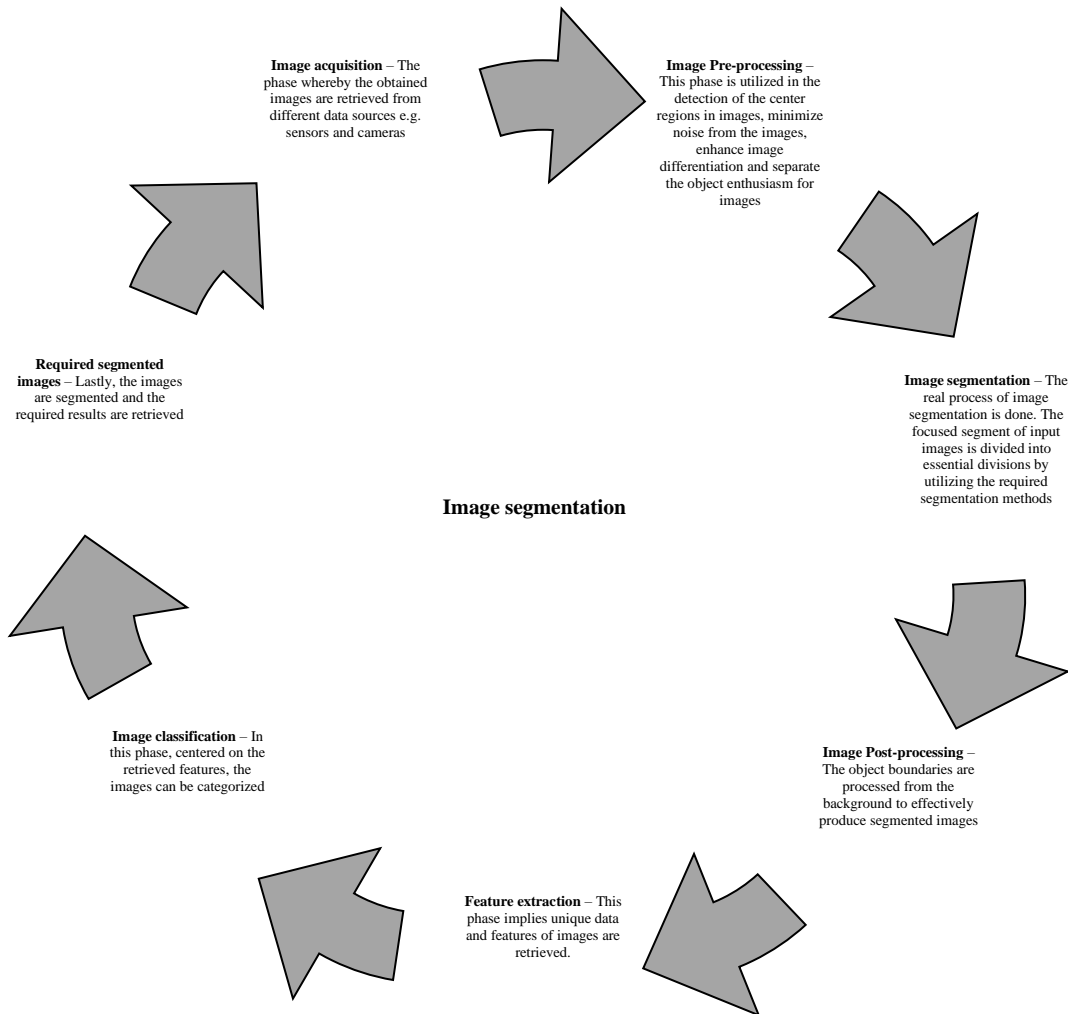 Image acquisition – The
phase whereby the obtained
images are retrieved from
different data sources e.g.
sensors and cameras
Image Pre-processing –
This phase is utilized in the
detection of the center
regions in images, minimize
noise from the images,
enhance image
differentiation and separate
the object enthusiasm for
images
Image segmentation – The
real process of image
segmentation is done. The
focused segment of input
images is divided into
essential divisions by
utilizing the required
segmentation methods
Image Post-processing –
The object boundaries are
processed from the
background to effectively
produce segmented images
Feature extraction – This
phase implies unique data
and features of images are
retrieved.
Image classification – In
this phase, centered on the
retrieved features, the
images can be categorized
Required segmented
images – Lastly, the images
are segmented and the
required results are retrieved
Image segmentation